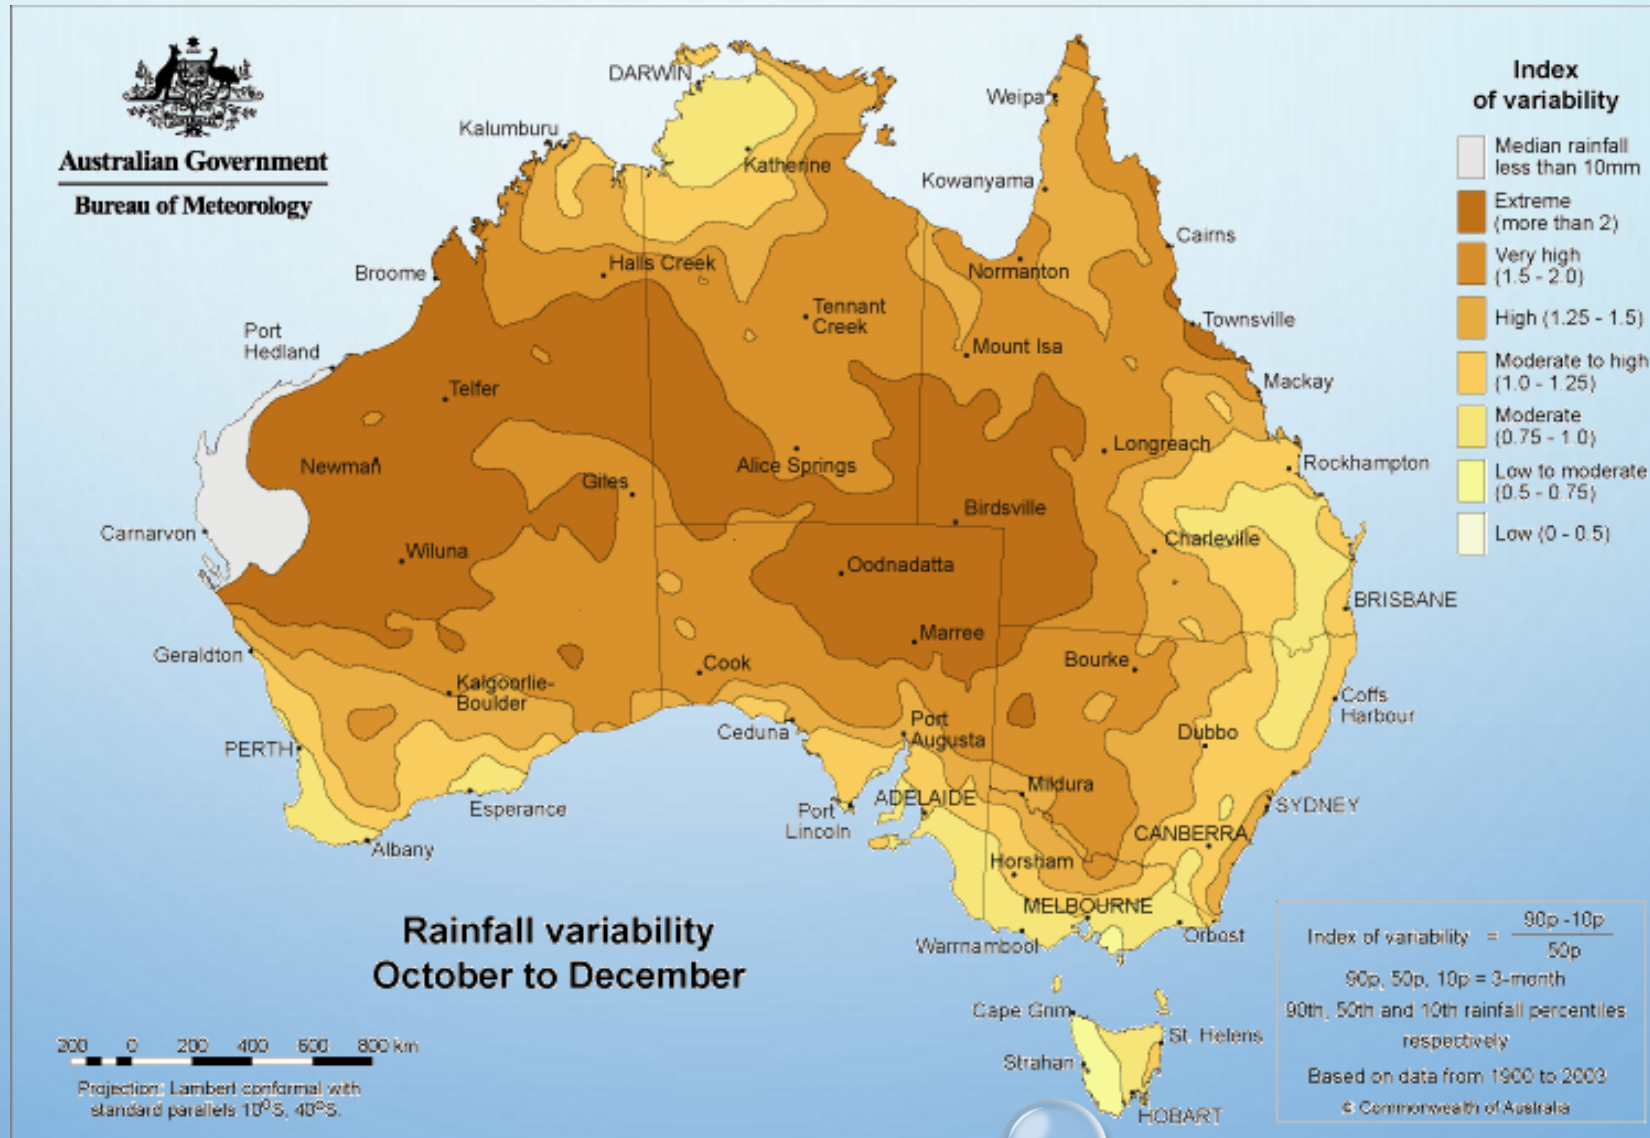 Australian Government
Bureau of Meteorology
DARWIN
Kalumburu
Katherine
Weipa
Kowanyama
Cairns
Broome
Halls Creek
Normanton
Tennant
Creek
Townsville
Port
Hedland
Mount Isa
Telfer
Mackay
Longreach
Newman
Alice Springs
Rockhampton
Giles
Birdsville
Carnarvon
Charleville
Wiluna
Oodnadatta
BRISBANE
Marree
Geraldton
Cook
Bourke
Kalgoorlie-
Boulder
Coffs
Harbour
PERTH
Ceduna
Port
Augusta
Dubbo
Esperance
Port
Lincoln
ADELAIDE
Mildura
SYDNEY
CANBERRA
Albany
Horsham
MELBOURNE
Warrnambool
Orbost
Cape Grim
St. Helens
Strahan
HOBART
Index
of variability
Median rainfall
less than 10mm
Extreme
(more than 2)
Very high
(1.5 - 2.0)
High (1.25 - 1.5)
Moderate to high
(1.0 - 1.25)
Moderate
(0.75 - 1.0)
Low to moderate
(0.5 - 0.75)
Low (0 - 0.5)
Rainfall variability
October to December
200 0 200 400 600 800 km
Projection: Lambert conformal with
standard parallels 10⁰S, 40⁰S.
Index of variability = 90p -10p
50p
90p, 50p, 10p = 3-month
90th, 50th and 10th rainfall percentiles
respectively
Based on data from 1900 to 2003
© Commonwealth of Australia